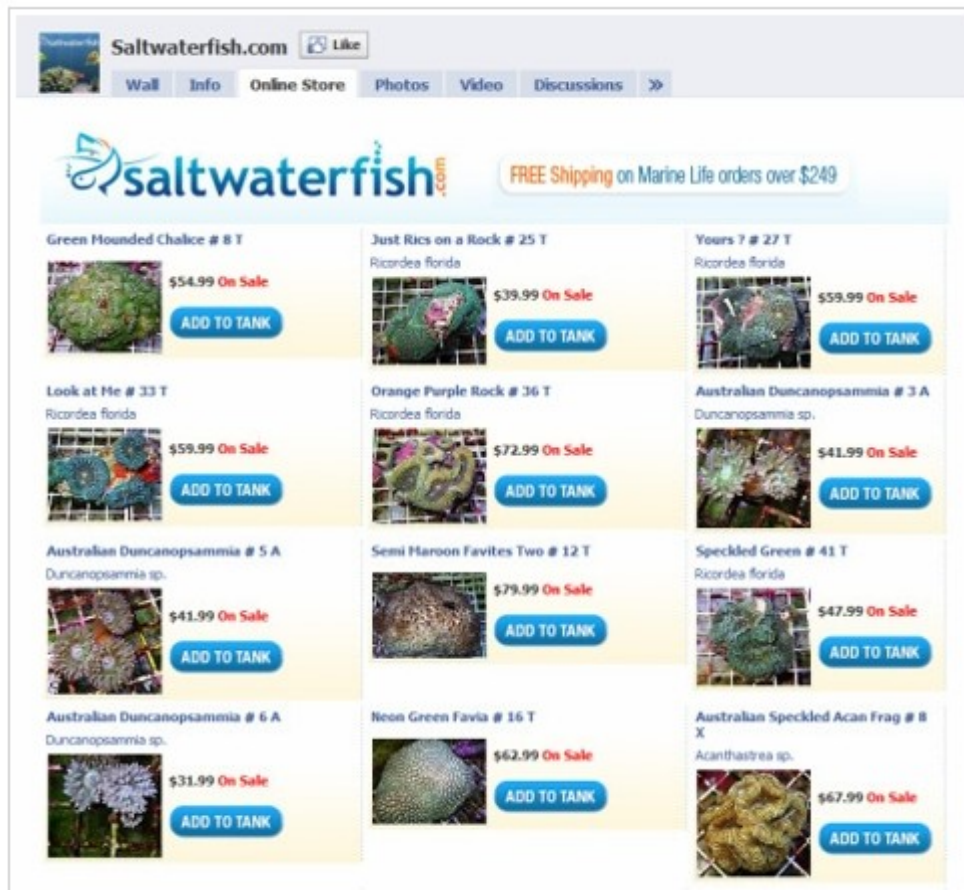 Saltwaterfish.com Like
Wall Info Online Store Photos Video Discussions »
saltwaterfish.com
FREE Shipping on Marine Life orders over $249
Green Mounded Chalice # 8 T
$54.99 On Sale
ADD TO TANK
Just Rics on a Rock # 25 T
Ricordea florida
$39.99 On Sale
ADD TO TANK
Yours ? # 27 T
Ricordea florida
$59.99 On Sale
ADD TO TANK
Look at Me # 33 T
Ricordea florida
$59.99 On Sale
ADD TO TANK
Orange Purple Rock # 36 T
Ricordea florida
$72.99 On Sale
ADD TO TANK
Australian Duncanopsammia # 3 A
Duncanopsammia sp.
$41.99 On Sale
ADD TO TANK
Australian Duncanopsammia # 5 A
Duncanopsammia sp.
$41.99 On Sale
ADD TO TANK
Semi Maroon Favites Two # 12 T
$79.99 On Sale
ADD TO TANK
Speckled Green # 41 T
Ricordea florida
$47.99 On Sale
ADD TO TANK
Australian Duncanopsammia # 6 A
Duncanopsammia sp.
$31.99 On Sale
ADD TO TANK
Neon Green Favia # 16 T
$62.99 On Sale
ADD TO TANK
Australian Speckled Acan Frag # 8
X
Acanthastrea sp.
$67.99 On Sale
ADD TO TANK